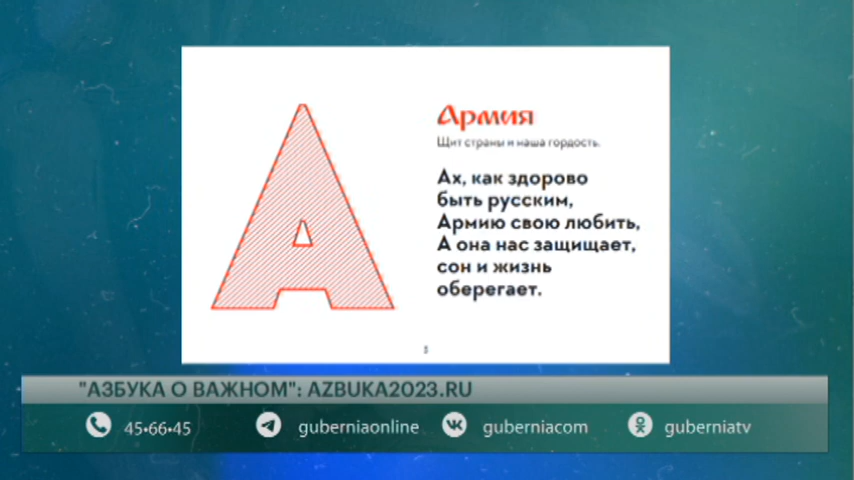 А
Армия
Щит страны и наша гордость.
Ах, как здорово
быть русским,
Армию свою любить,
А она нас защищает,
сон и жизнь
оберегает.
3
"АЗБУКА О ВАЖНОМ": AZBUKA2023.RU
45•66•45 guberniaonline guberniacom guberniatv